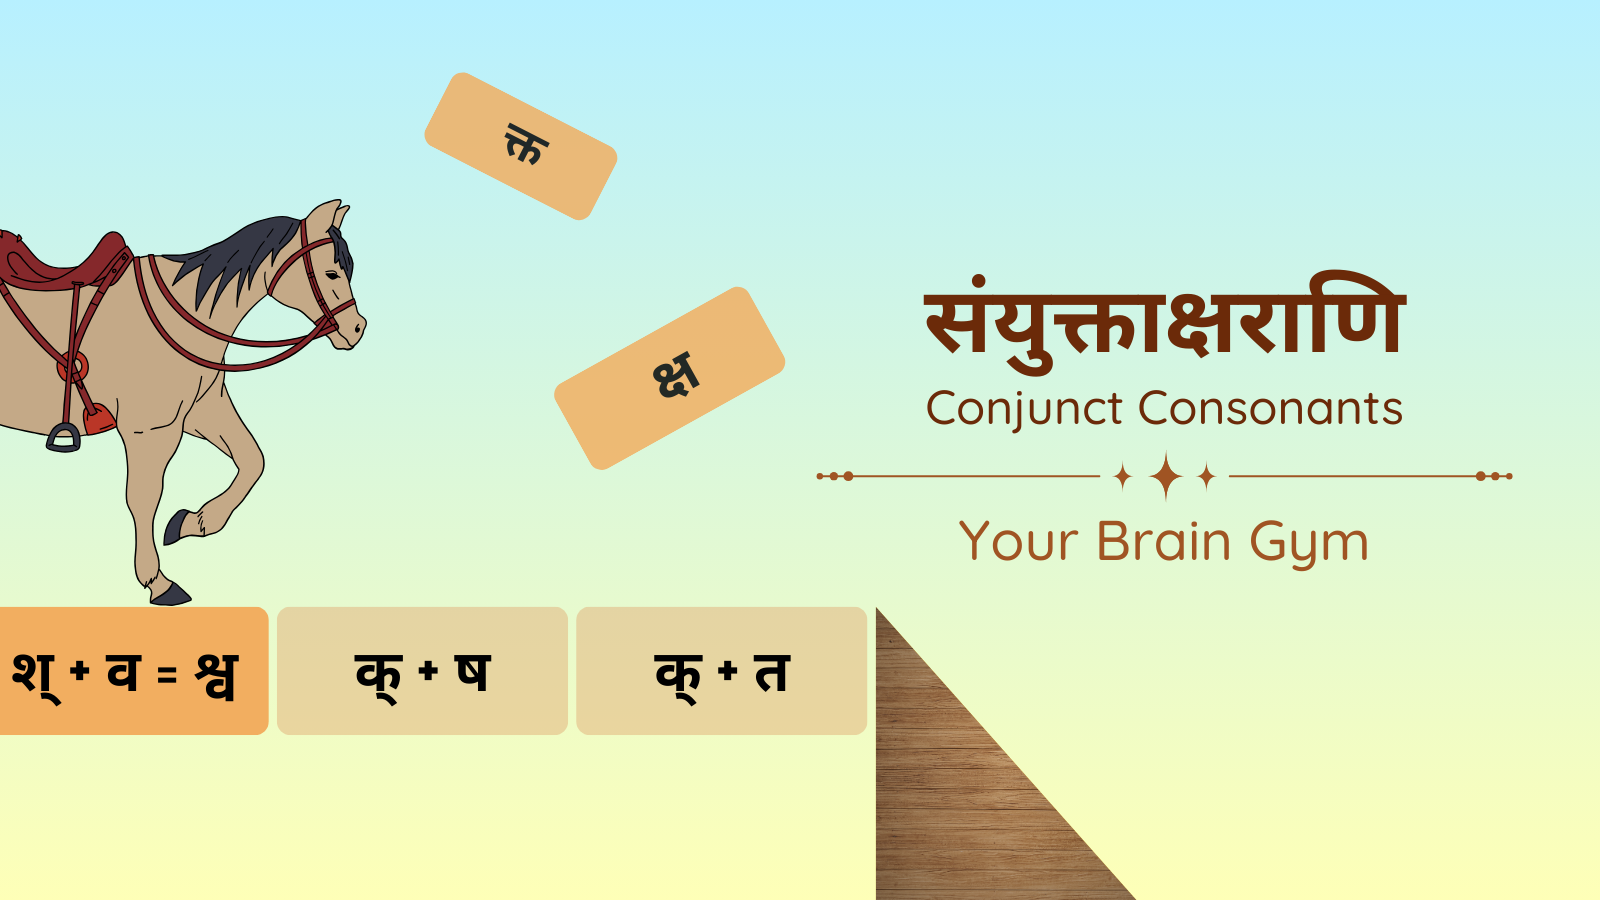 क्त
क्ष
संयुक्ताक्षराणि
Conjunct Consonants
Your Brain Gym
श् + व = श्व
क् + ष
क् + त